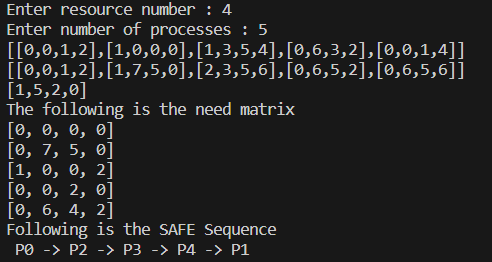 Enter resource number : 4
Enter number of processes : 5
[[0,0,1,2],[1,0,0,0],[1,3,5,4],[0,6,3,2],[0,0,1,4]]
[[0,0,1,2],[1,7,5,0],[2,3,5,6],[0,6,5,2],[0,6,5,6]]
[1,5,2,0]
The following is the need matrix
[0, 0, 0, 0]
[0, 7, 5, 0]
[1, 0, 0, 2]
[0, 0, 2, 0]
[0, 6, 4, 2]
Following is the SAFE Sequence
 P0 -> P2 -> P3 -> P4 -> P1